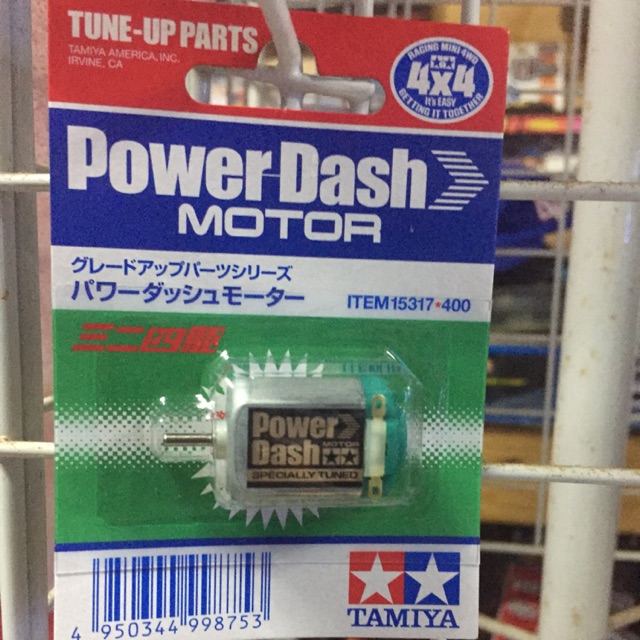 TUNE-UP PARTS
TAMIYA AMERICA, INC.
IRVINE, CA
RACING MINI 4WD
4x4
It's EASY
GETTING IT TOGETHER
Power-Dash
MOTOR
グレードアップパーツシリーズ
パワーダッシュモーター
ITEM 15317•400
ミニ四駆
Power
Dash
MOTOR
SPECIALLY TUNED
4 950344 998753
TAMIYA